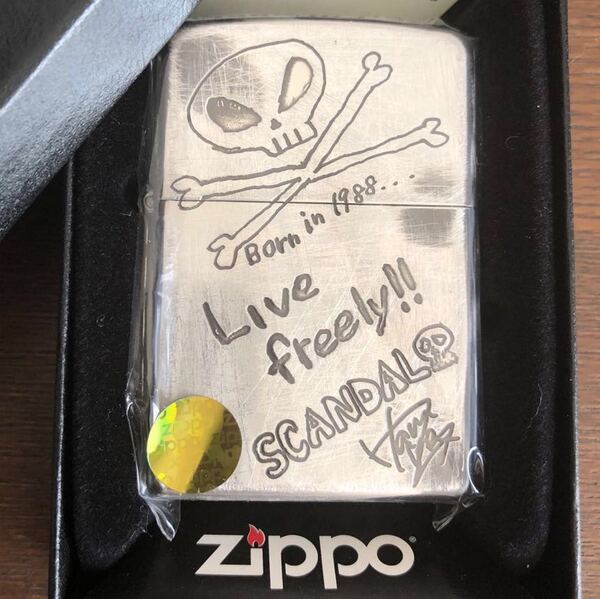 Born in 1988...
Live
freely!!
SCANDAL
zippo